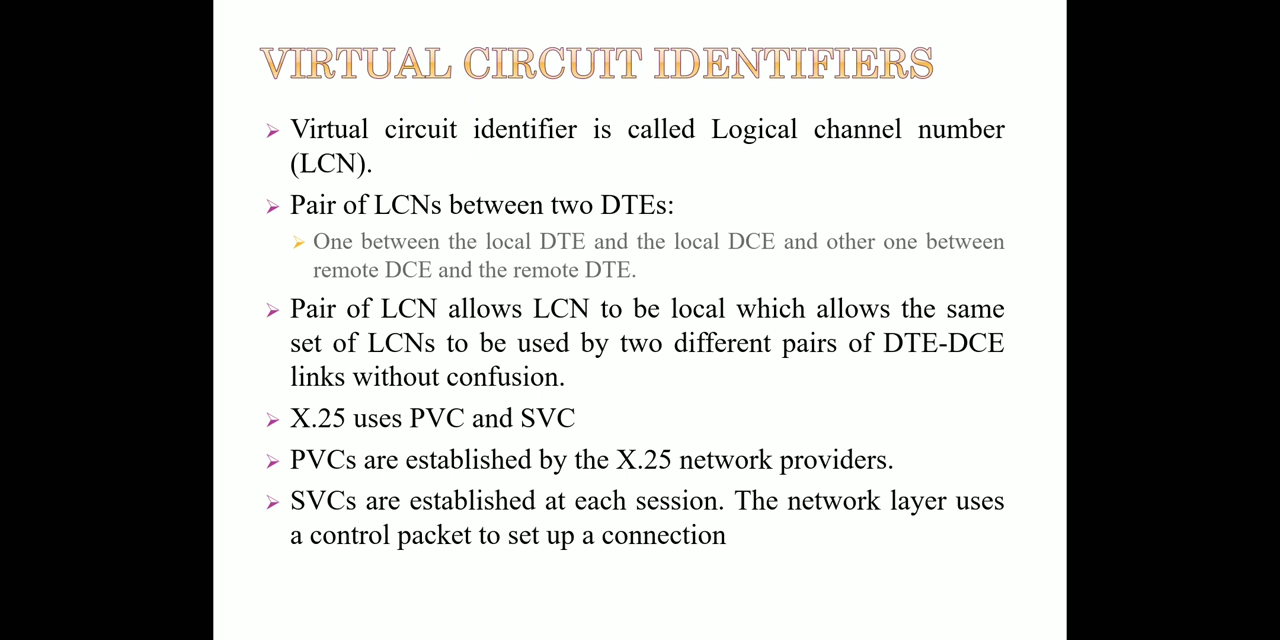 VIRTUAL CIRCUIT IDENTIFIERS
Virtual circuit identifier is called Logical channel number
(LCN).
Pair of LCNs between two DTEs:
One between the local DTE and the local DCE and other one between
remote DCE and the remote DTE.
Pair of LCN allows LCN to be local which allows the same
set of LCNs to be used by two different pairs of DTE-DCE
links without confusion.
X.25 uses PVC and SVC
PVCs are established by the X.25 network providers.
SVCs are established at each session. The network layer uses
a control packet to set up a connection